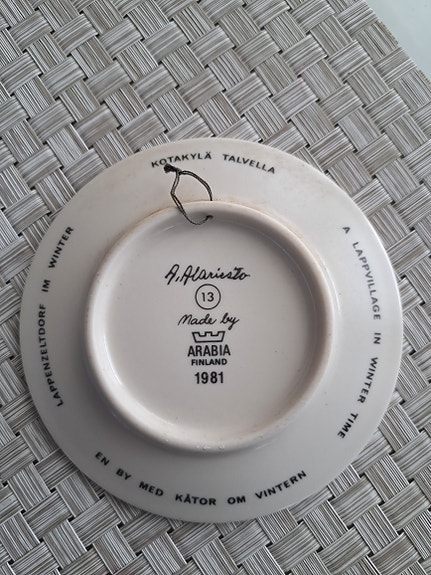 KOTAKYLÄ TALVELLA
A LAPPVILLAGE IN WINTER TIME
EN BY MED KÅTOR OM VINTERN
LAPPENZELTDORF IM WINTER
A. Alariesto
13
Made by
ARABIA
FINLAND
1981